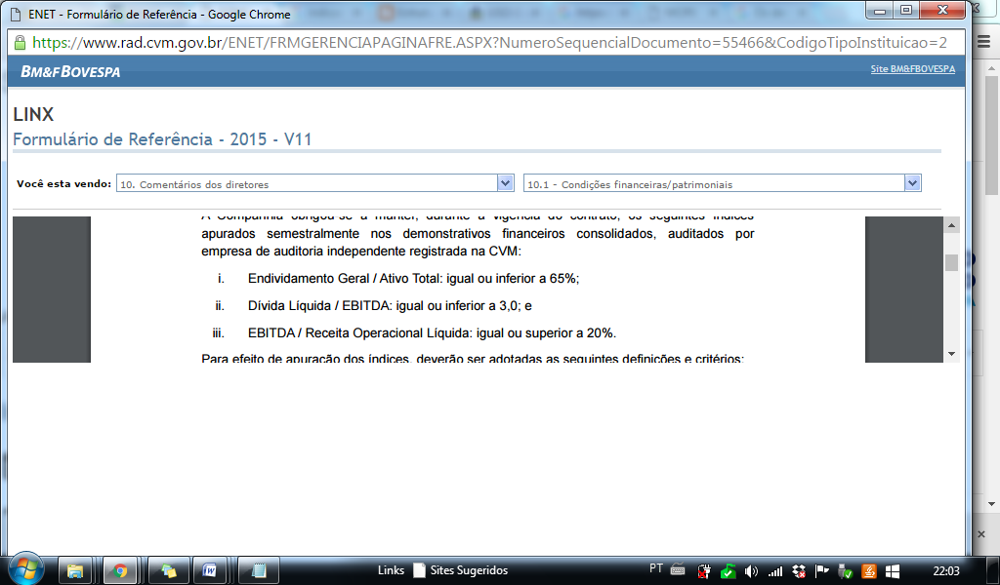 ENET - Formulário de Referência - Google Chrome
https://www.rad.cvm.gov.br/ENET/FRMGERENCIAPAGINAFRE.ASPX?NumeroSequencialDocumento=55466&CodigoTipoInstituicao=2
BM&FBOVESPA
Site BM&FBOVESPA
LINX
Formulário de Referência - 2015 - V11
Você esta vendo: 10. Comentários dos diretores 10.1 - Condições financeiras/patrimoniais
A Companhia obrigou-se a manter, durante a vigência do contrato, os seguintes índices
apurados semestralmente nos demonstrativos financeiros consolidados, auditados por
empresa de auditoria independente registrada na CVM:
i. Endividamento Geral / Ativo Total: igual ou inferior a 65%;
ii. Dívida Líquida / EBITDA: igual ou inferior a 3,0; e
iii. EBITDA / Receita Operacional Líquida: igual ou superior a 20%.
Para efeito de apuração dos índices, deverão ser adotadas as seguintes definições e critérios:
Links Sites Sugeridos PT 22:03